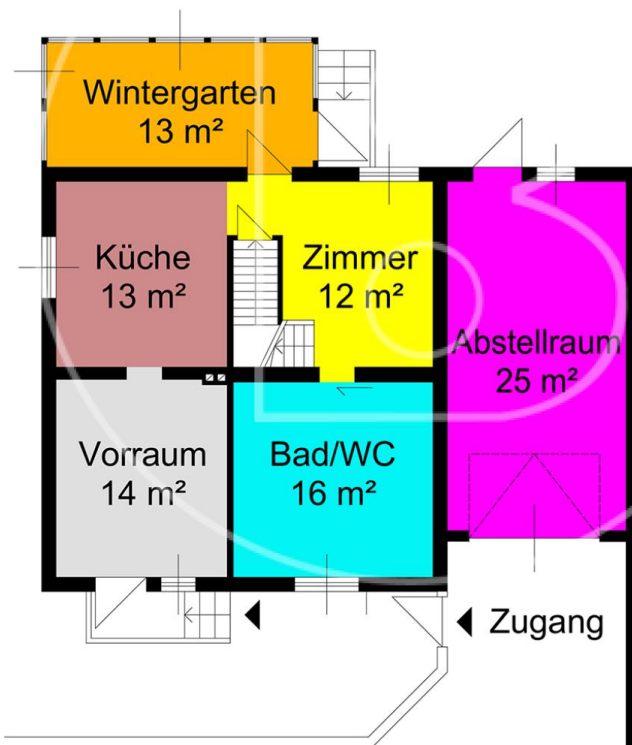 Wintergarten
13 m²
Küche
13 m²
Zimmer
12 m²
Abstellraum
25 m²
Vorraum
14 m²
Bad/WC
16 m²
Zugang